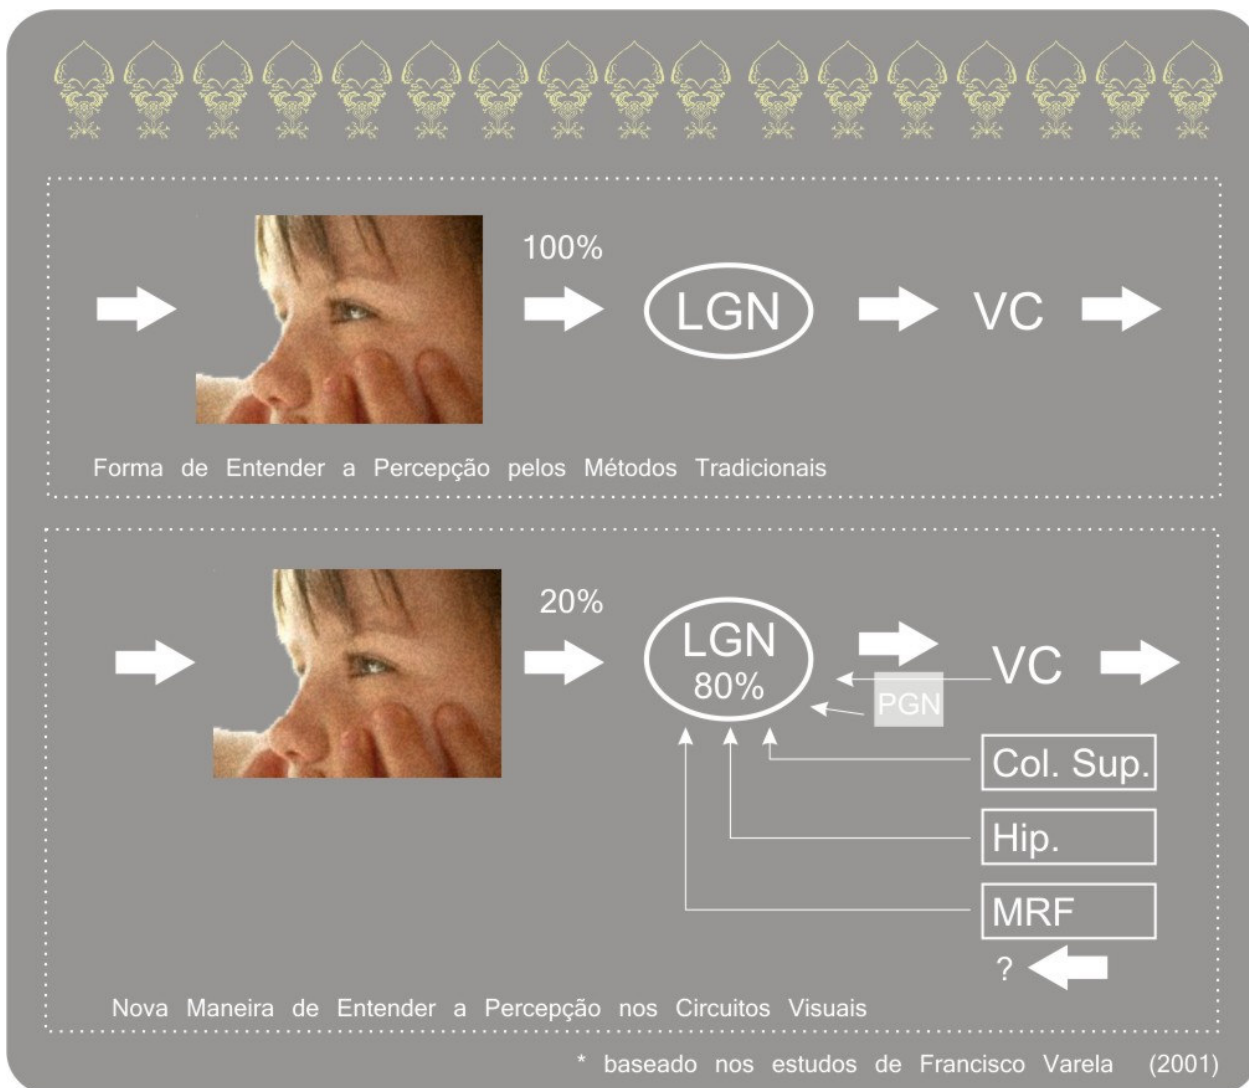 100%
LGN
VC
Forma de Entender a Percepção pelos Métodos Tradicionais
20%
LGN
80%
VC
PGN
Col. Sup.
Hip.
MRF
?
Nova Maneira de Entender a Percepção nos Circuitos Visuais
* baseado nos estudos de Francisco Varela (2001)